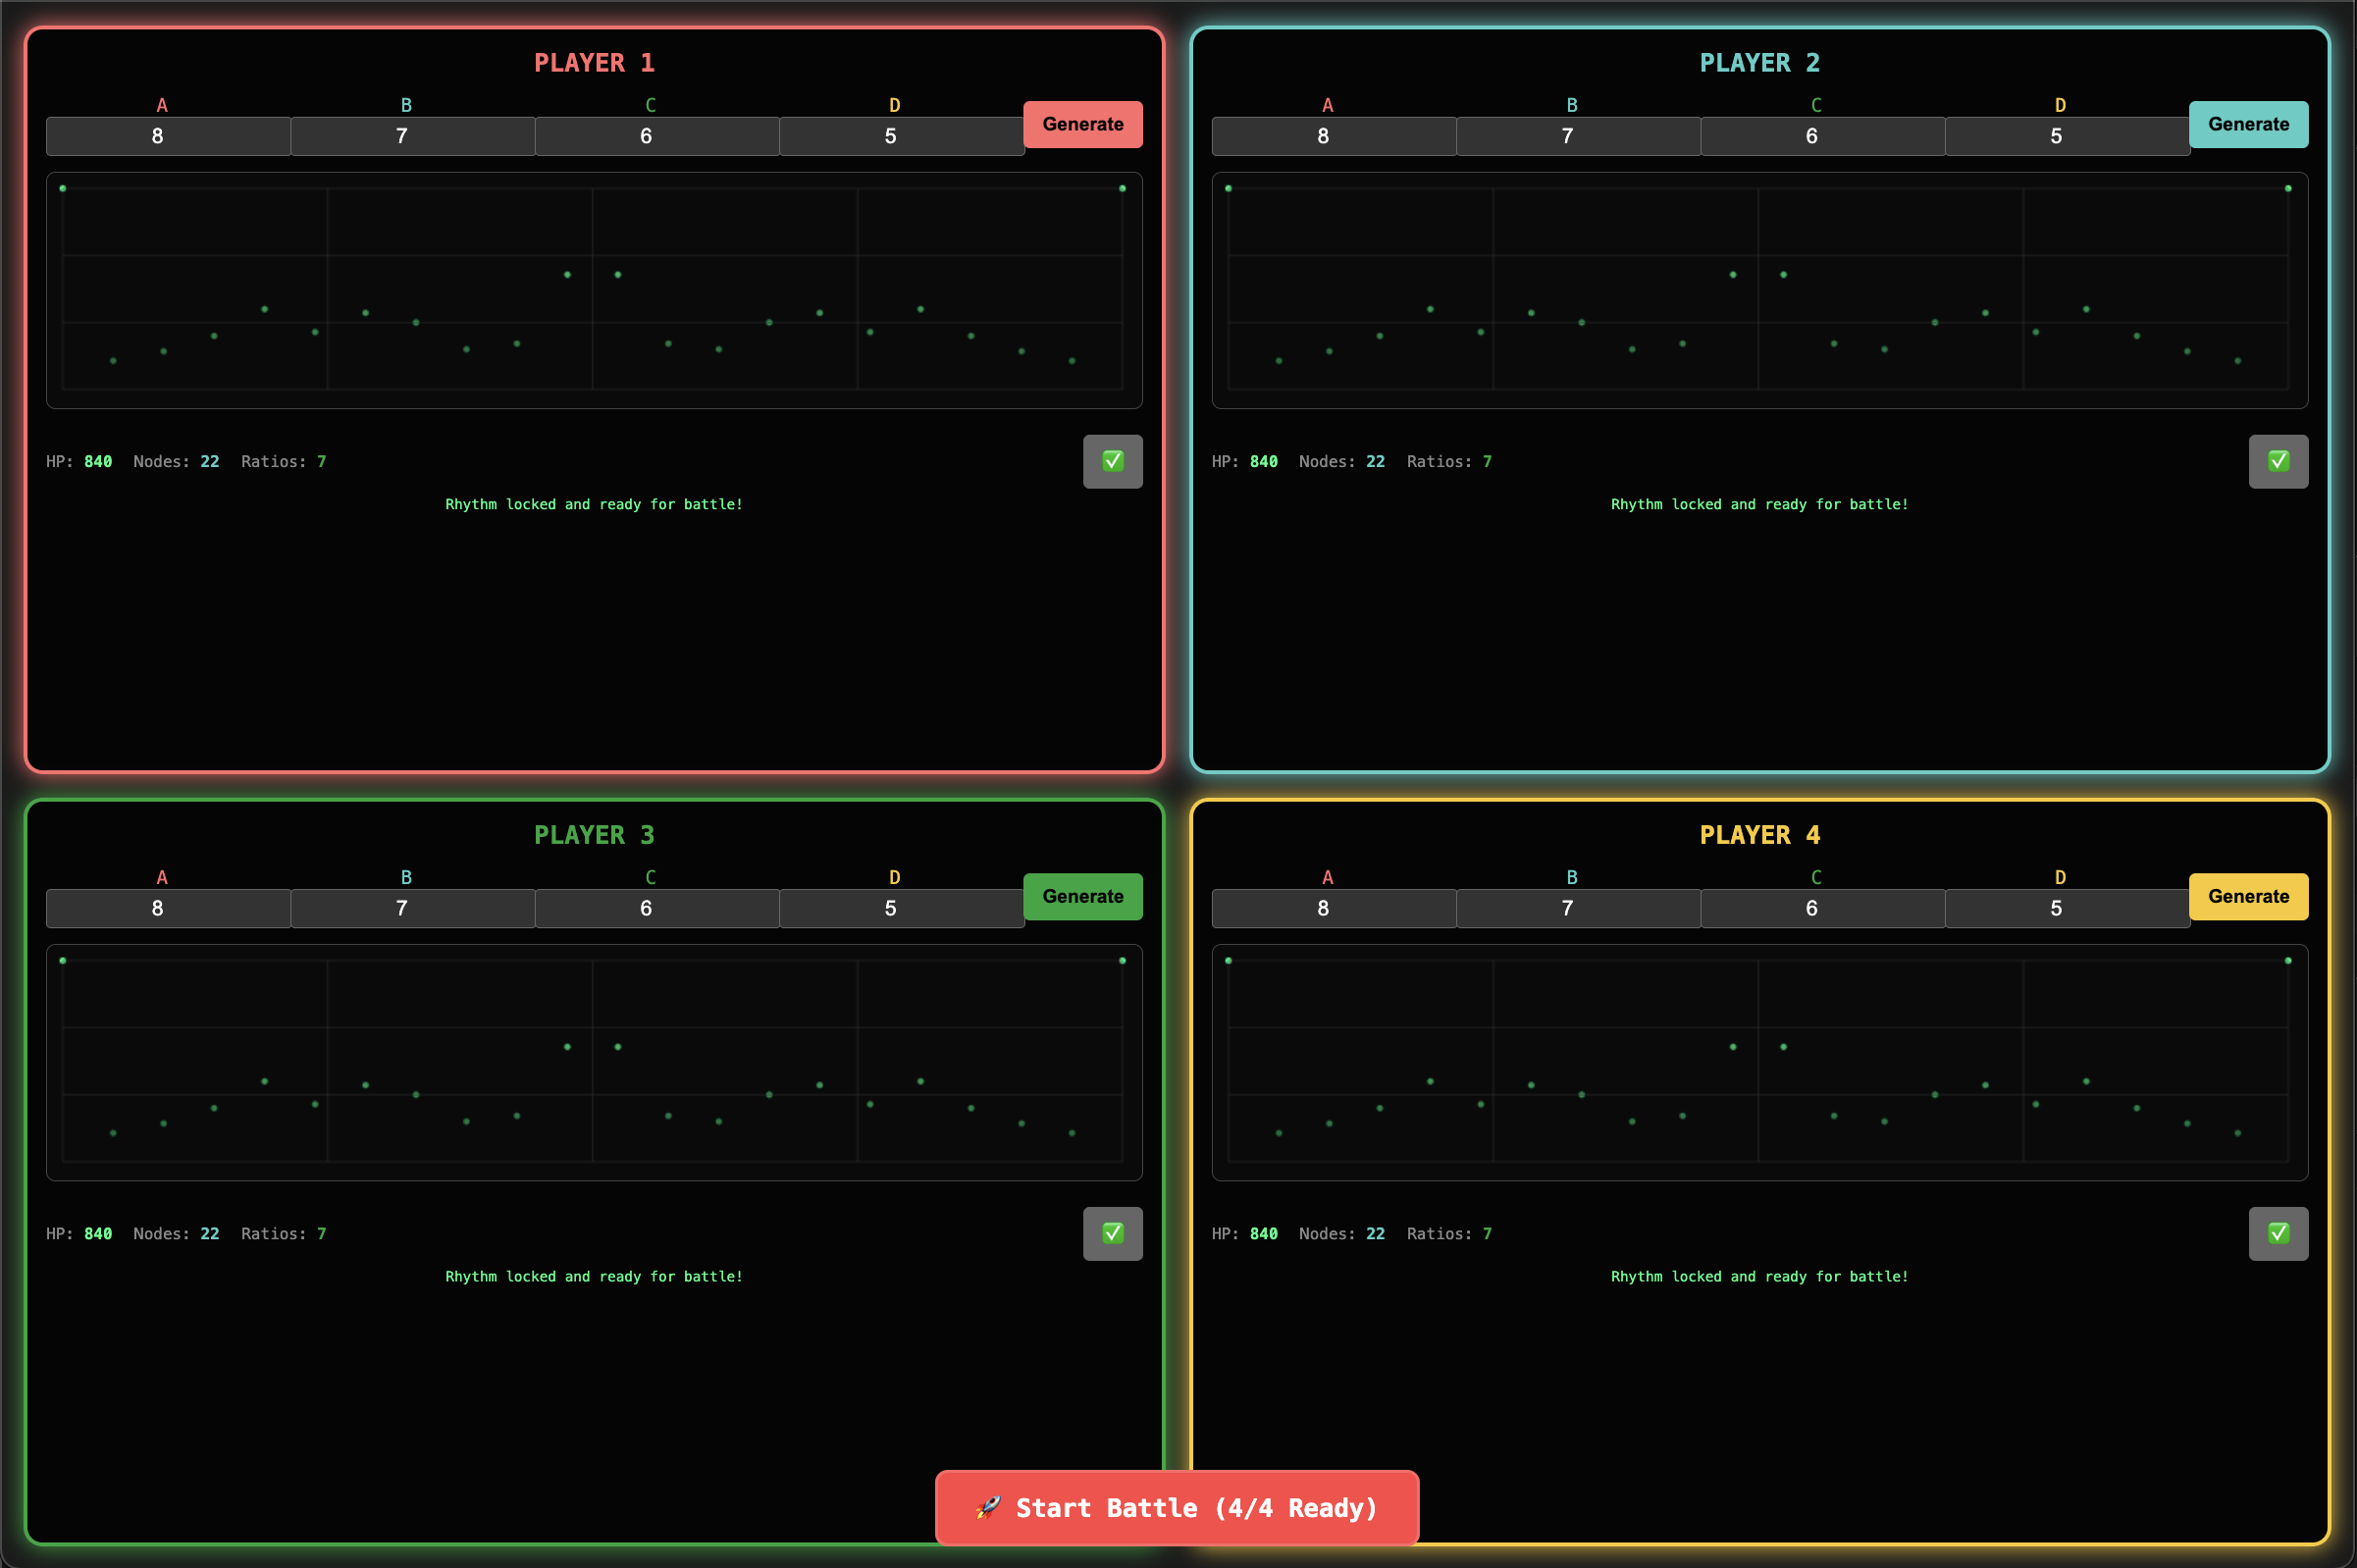 PLAYER 1
A B C D
8 7 6 5 Generate
HP: 840 Nodes: 22 Ratios: 7
Rhythm locked and ready for battle!
PLAYER 2
A B C D
8 7 6 5 Generate
HP: 840 Nodes: 22 Ratios: 7
Rhythm locked and ready for battle!
PLAYER 3
A B C D
8 7 6 5 Generate
HP: 840 Nodes: 22 Ratios: 7
Rhythm locked and ready for battle!
PLAYER 4
A B C D
8 7 6 5 Generate
HP: 840 Nodes: 22 Ratios: 7
Rhythm locked and ready for battle!
🚀 Start Battle (4/4 Ready)